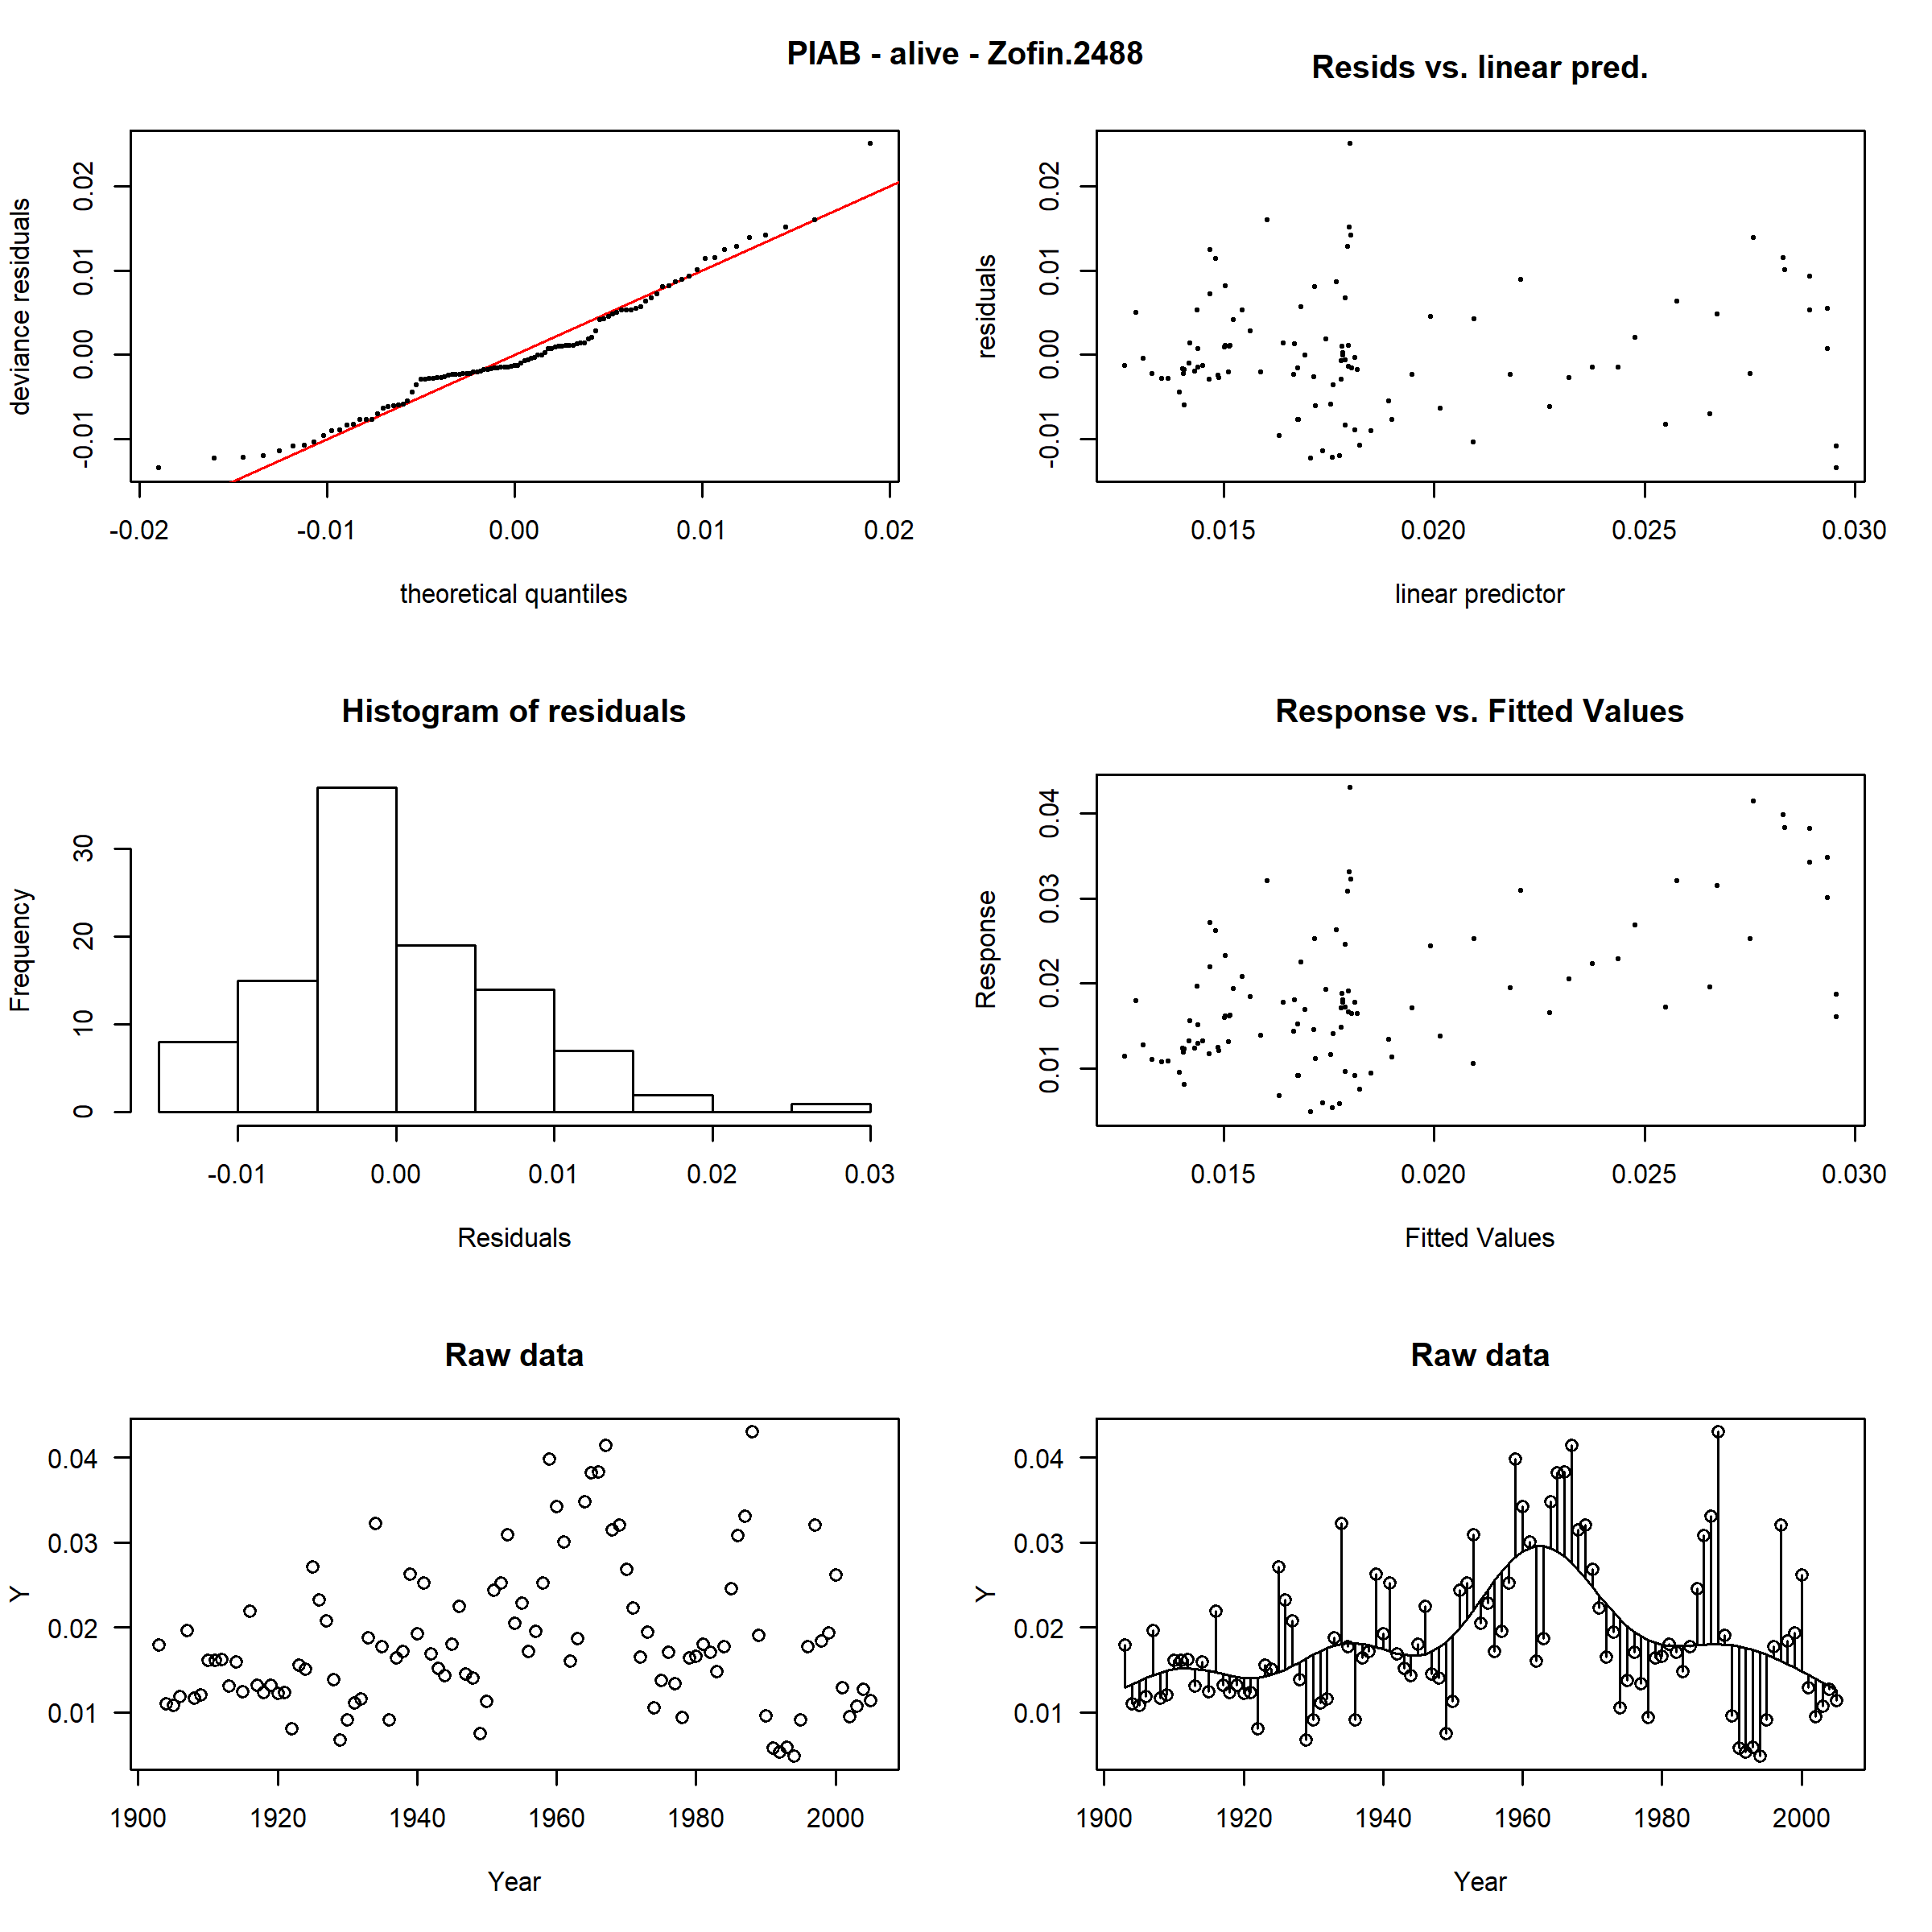 PIAB - alive - Zofin.2488
Resids vs. linear pred.
deviance residuals
-0.01 0.00 0.01 0.02
-0.02 -0.01 0.00 0.01 0.02
theoretical quantiles
residuals
-0.01 0.00 0.01 0.02
0.015 0.020 0.025 0.030
linear predictor
Histogram of residuals
Frequency
0 10 20 30
-0.01 0.00 0.01 0.02 0.03
Residuals
Response vs. Fitted Values
Response
0.01 0.02 0.03 0.04
0.015 0.020 0.025 0.030
Fitted Values
Raw data
Y
0.04
0.03
0.02
0.01
1900 1920 1940 1960 1980 2000
Year
Raw data
Y
0.04
0.03
0.02
0.01
1900 1920 1940 1960 1980 2000
Year